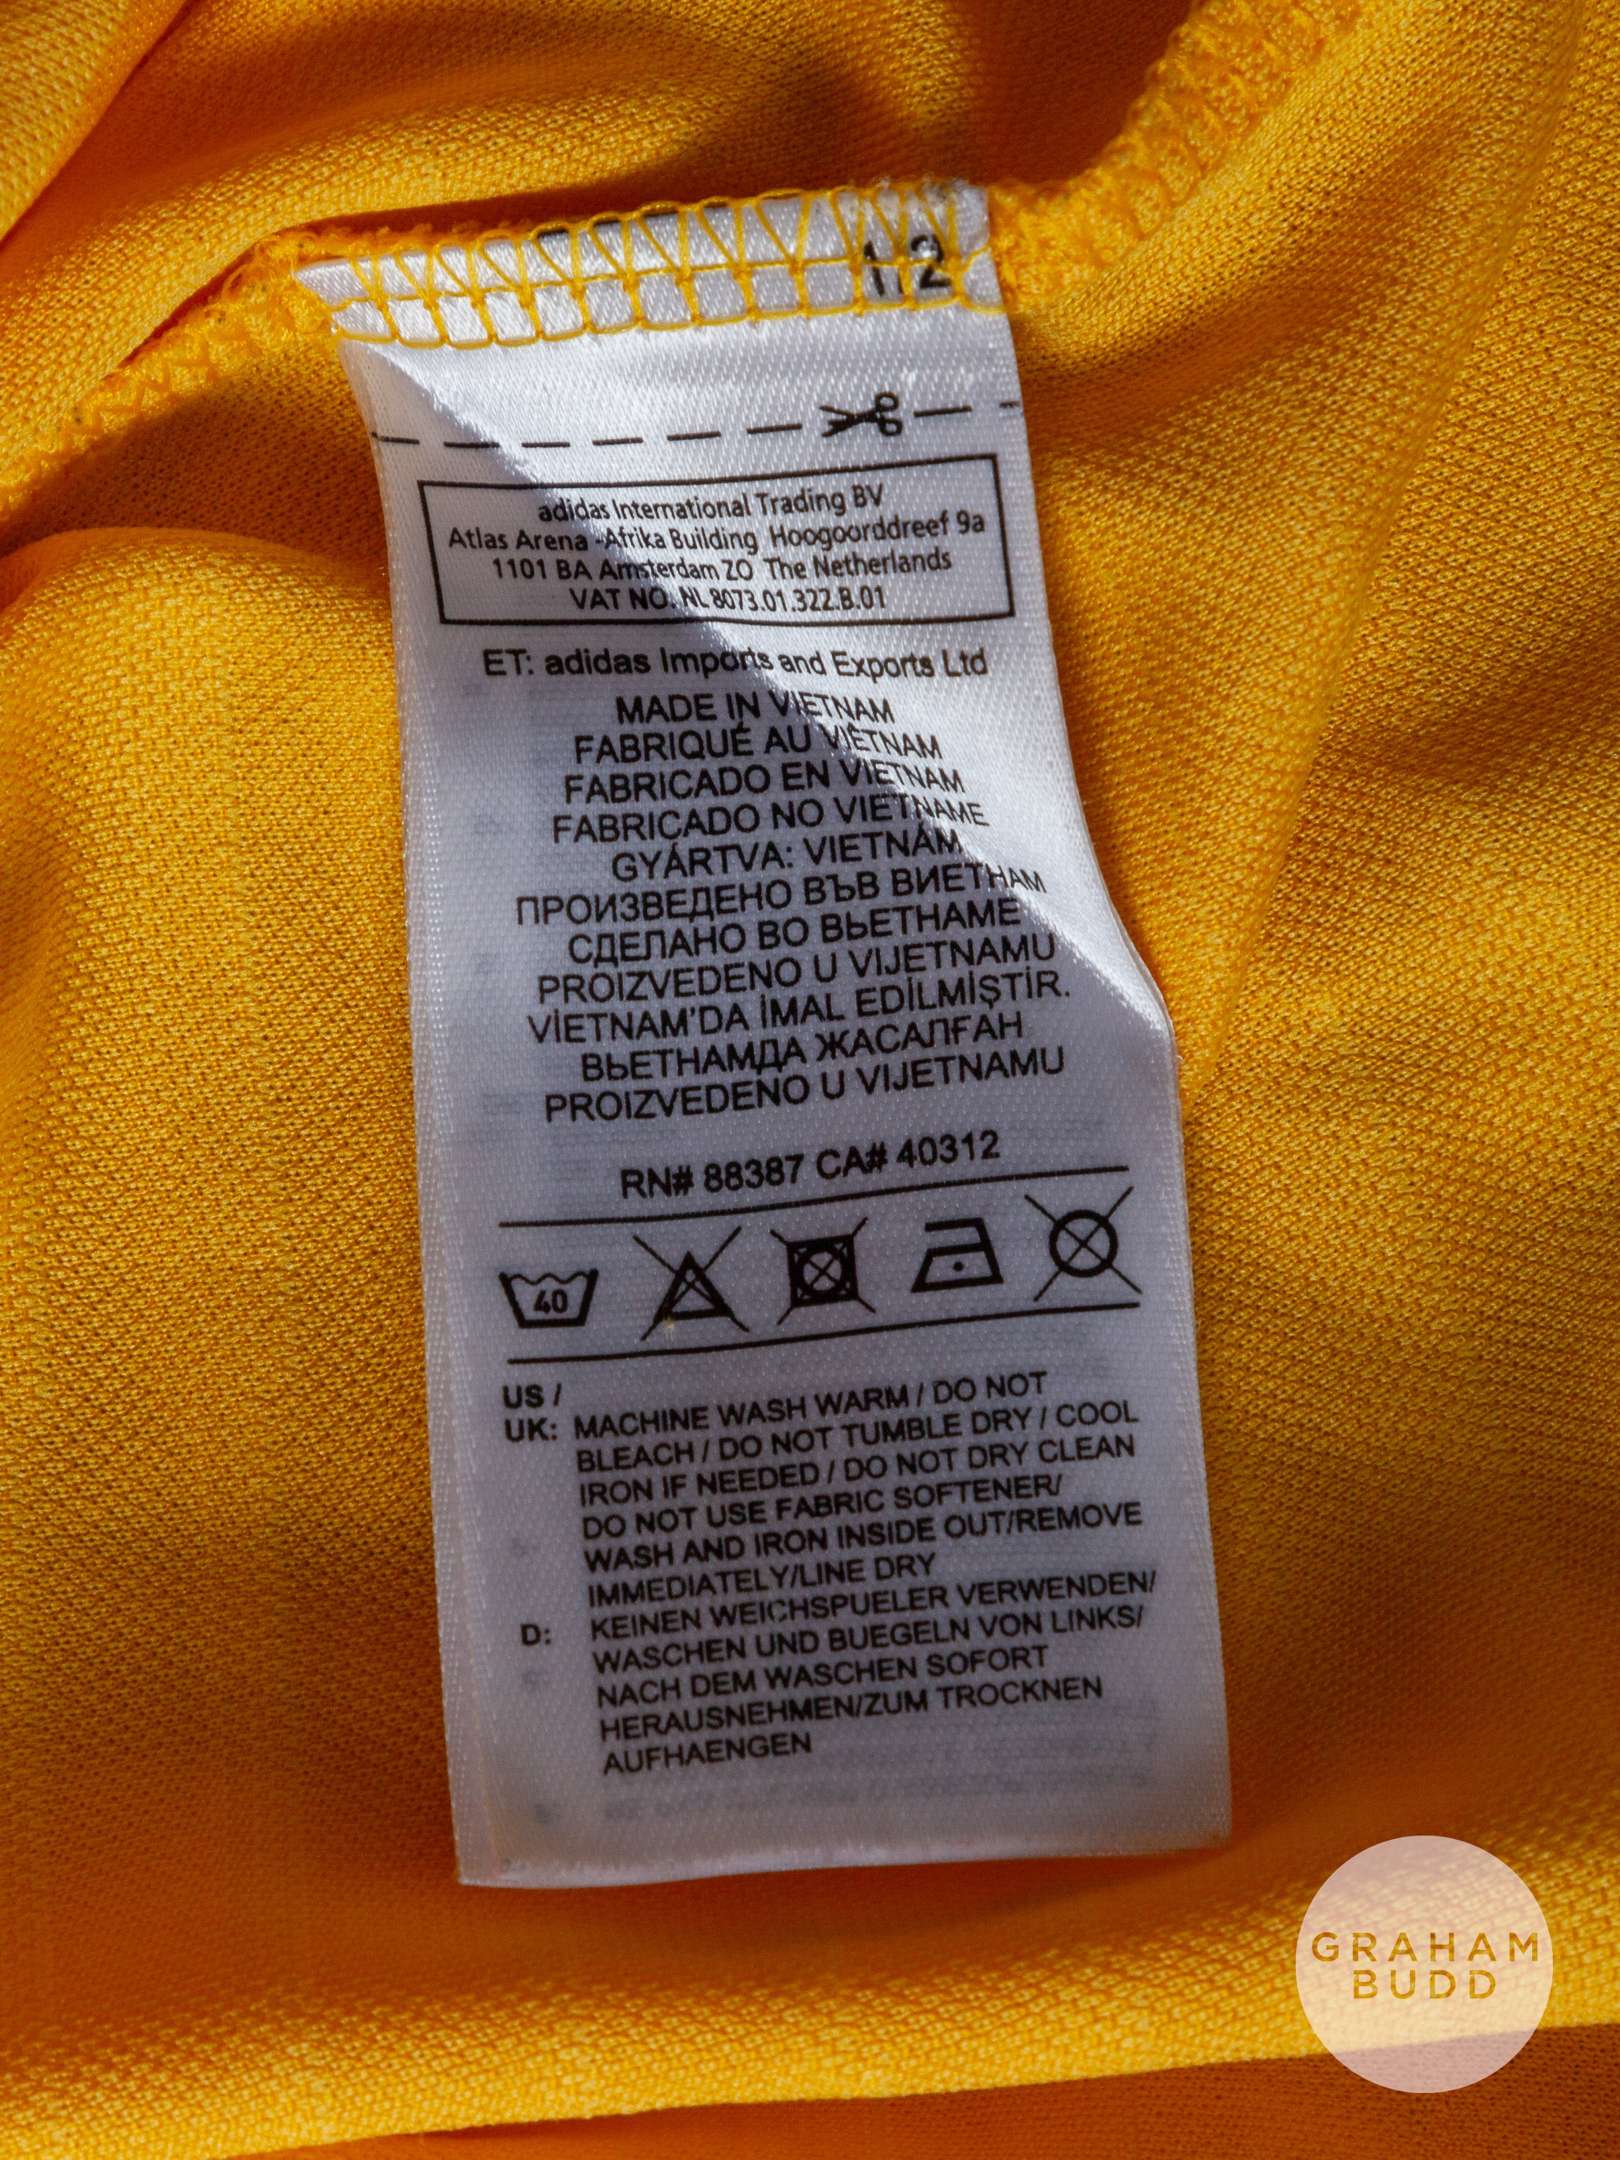 12
adidas International Trading BV
Atlas Arena -Afrika Building Hoogoorddreef 9a
1101 BA Amsterdam ZO The Netherlands
VAT NO. NL 8073.01.322.B.01
ET: adidas Imports and Exports Ltd
MADE IN VIETNAM
FABRIQUÉ AU VIÊTNAM
FABRICADO EN VIETNAM
FABRICADO NO VIETNAME
GYÁRTVA: VIETNÁM
ПРОИЗВЕДЕНО ВЪВ ВИЕТНАМ
СДЕЛАНО ВО ВЬЕТНАМЕ
PROIZVEDENO U VIJETNAMU
VİETNAM'DA İMAL EDİLMİŞTİR.
ВЬЕТНАМДА ЖАСАЛҒАН
PROIZVEDENO U VIJETNAMU
RN# 88387 CA# 40312
40
US /
UK: MACHINE WASH WARM / DO NOT
BLEACH / DO NOT TUMBLE DRY / COOL
IRON IF NEEDED / DO NOT DRY CLEAN
DO NOT USE FABRIC SOFTENER/
WASH AND IRON INSIDE OUT/REMOVE
IMMEDIATELY/LINE DRY
D: KEINEN WEICHSPUELER VERWENDEN/
WASCHEN UND BUEGELN VON LINKS/
NACH DEM WASCHEN SOFORT
HERAUSNEHMEN/ZUM TROCKNEN
AUFHAENGEN
GRAHAM
BUDD